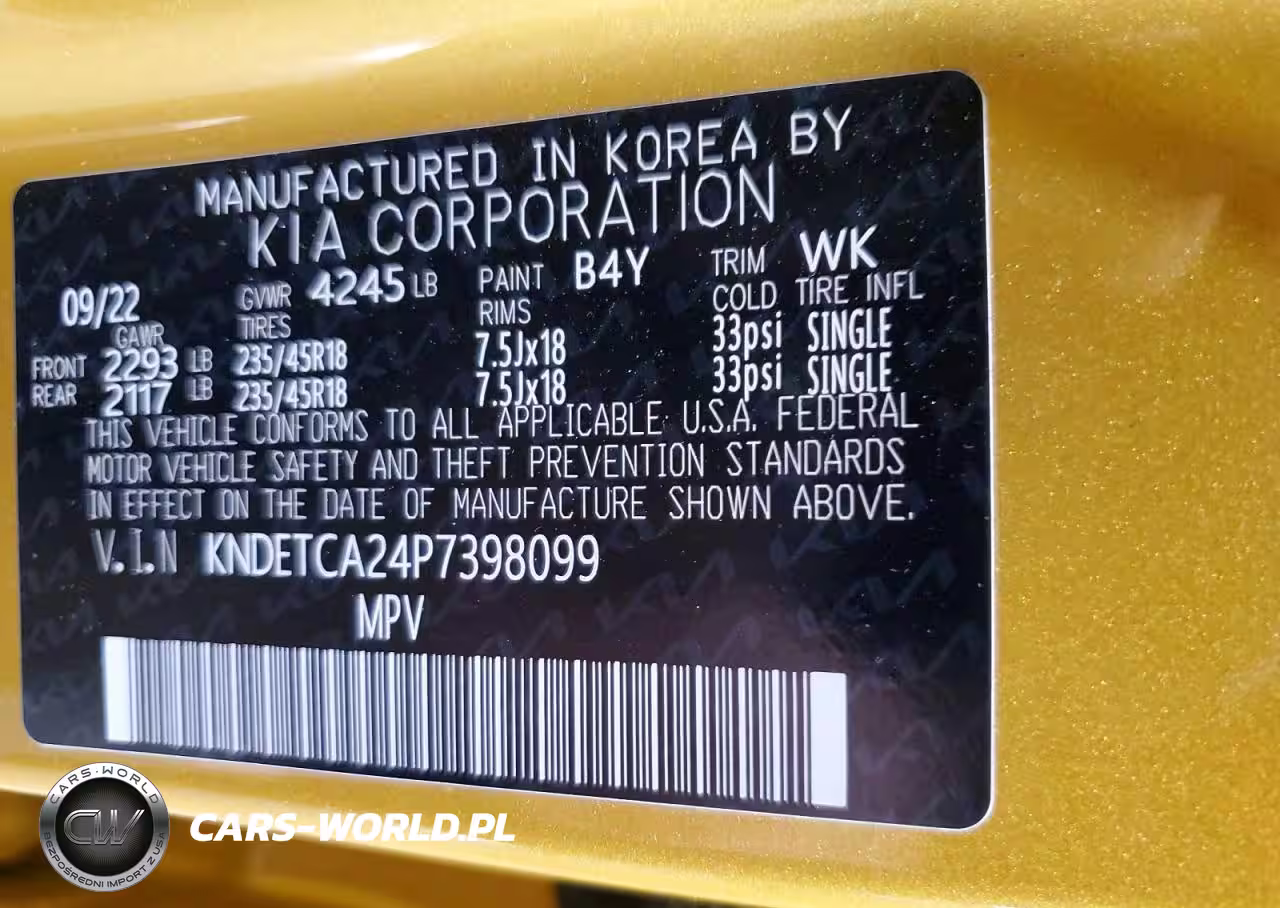 MANUFACTURED IN KOREA BY
KIA CORPORATION
09/22 GVWR 4245 LB PAINT B4Y TRIM WK
GAWR TIRES RIMS COLD TIRE INFL
FRONT 2293 LB 235/45R18 7.5Jx18 33psi SINGLE
REAR 2117 LB 235/45R18 7.5Jx18 33psi SINGLE
THIS VEHICLE CONFORMS TO ALL APPLICABLE U.S.A. FEDERAL
MOTOR VEHICLE SAFETY AND THEFT PREVENTION STANDARDS
IN EFFECT ON THE DATE OF MANUFACTURE SHOWN ABOVE.
V.I.N KNDETCA24P7398099
MPV
CARS-WORLD
CW
BEZPOŚREDNI IMPORT Z USA
CARS-WORLD.PL